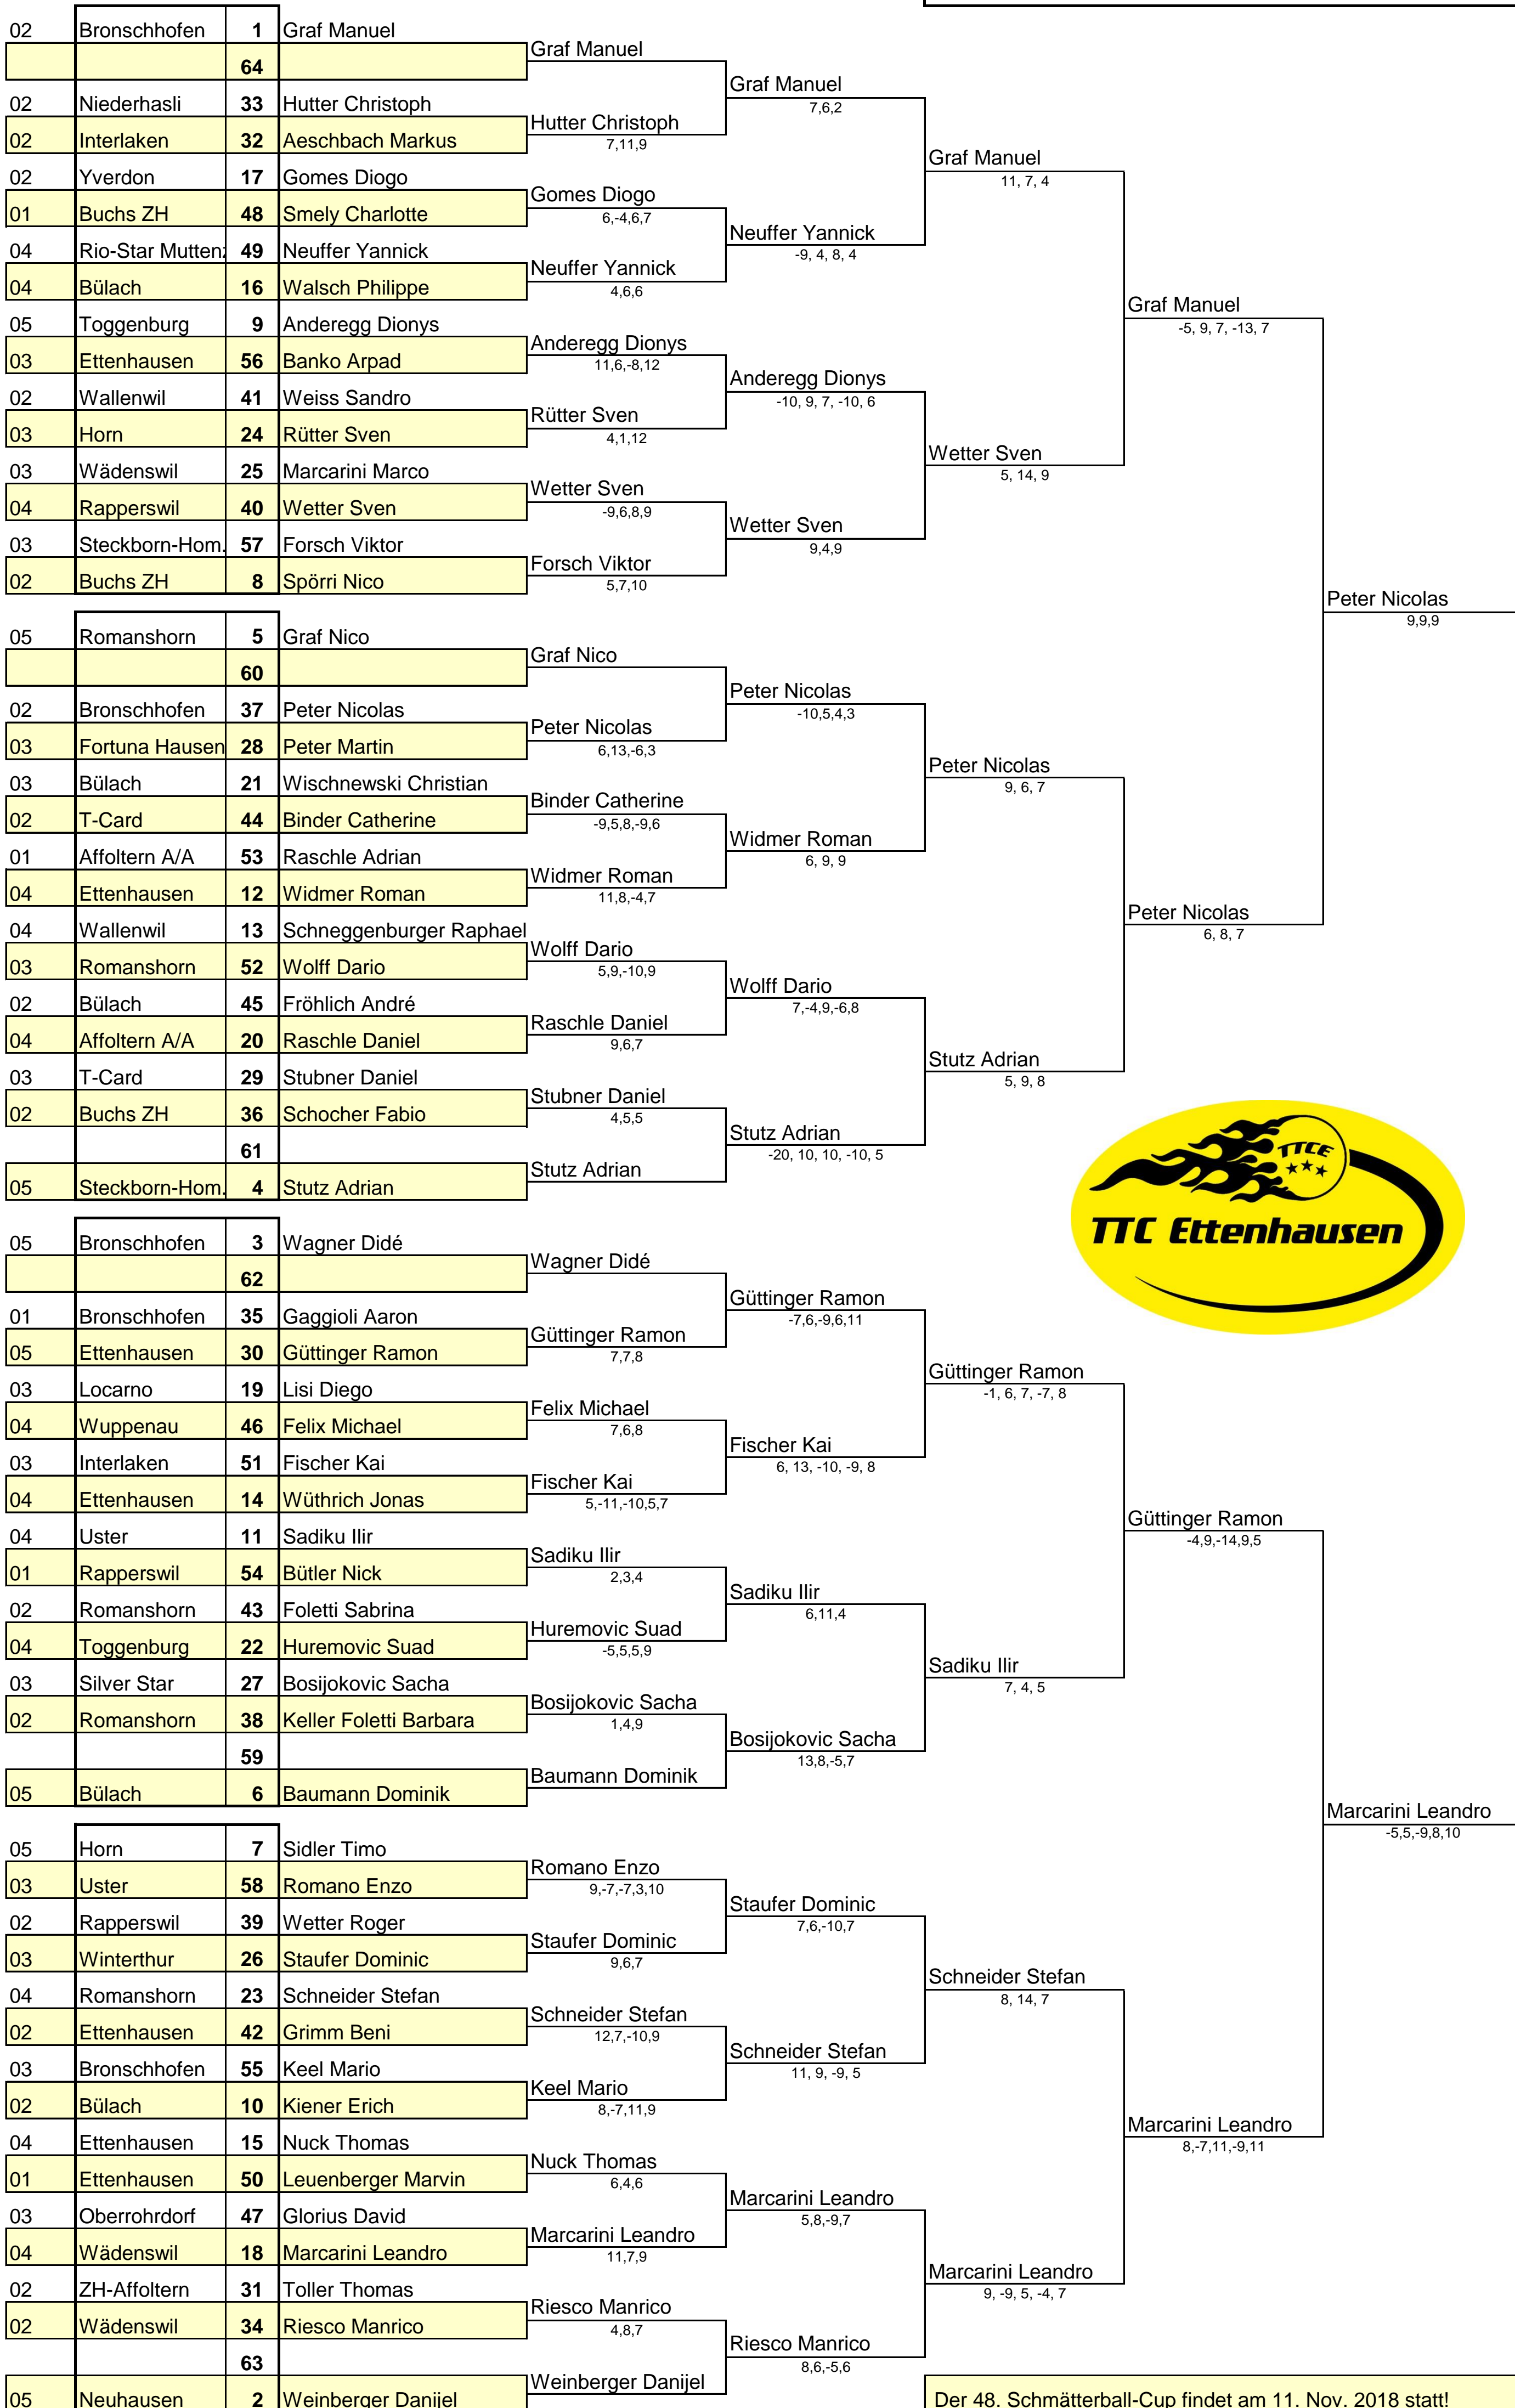 02 Bronschhofen 1 Graf Manuel
Graf Manuel
64
Graf Manuel
7,6,2
02 Niederhasli 33 Hutter Christoph
Hutter Christoph
7,11,9
02 Interlaken 32 Aeschbach Markus
Graf Manuel
11, 7, 4
02 Yverdon 17 Gomes Diogo
Gomes Diogo
6,-4,6,7
01 Buchs ZH 48 Smely Charlotte
Neuffer Yannick
-9, 4, 8, 4
04 Rio-Star Muttenz 49 Neuffer Yannick
Neuffer Yannick
4,6,6
04 Bülach 16 Walsch Philippe
Graf Manuel
-5, 9, 7, -13, 7
05 Toggenburg 9 Anderegg Dionys
Anderegg Dionys
11,6,-8,12
03 Ettenhausen 56 Banko Arpad
Anderegg Dionys
-10, 9, 7, -10, 6
02 Wallenwil 41 Weiss Sandro
Rütter Sven
4,1,12
03 Horn 24 Rütter Sven
Wetter Sven
5, 14, 9
03 Wädenswil 25 Marcarini Marco
Wetter Sven
-9,6,8,9
04 Rapperswil 40 Wetter Sven
Wetter Sven
9,4,9
03 Steckborn-Hom. 57 Forsch Viktor
Forsch Viktor
5,7,10
02 Buchs ZH 8 Spörri Nico
Peter Nicolas
9,9,9
05 Romanshorn 5 Graf Nico
Graf Nico
60
Peter Nicolas
-10,5,4,3
02 Bronschhofen 37 Peter Nicolas
Peter Nicolas
6,13,-6,3
03 Fortuna Hausen 28 Peter Martin
Peter Nicolas
9, 6, 7
03 Bülach 21 Wischnewski Christian
Binder Catherine
-9,5,8,-9,6
02 T-Card 44 Binder Catherine
Widmer Roman
6, 9, 9
01 Affoltern A/A 53 Raschle Adrian
Widmer Roman
11,8,-4,7
04 Ettenhausen 12 Widmer Roman
Peter Nicolas
6, 8, 7
04 Wallenwil 13 Schneggenburger Raphael
Wolff Dario
5,9,-10,9
03 Romanshorn 52 Wolff Dario
Wolff Dario
7,-4,9,-6,8
02 Bülach 45 Fröhlich André
Raschle Daniel
9,6,7
04 Affoltern A/A 20 Raschle Daniel
Stutz Adrian
5, 9, 8
03 T-Card 29 Stubner Daniel
Stubner Daniel
4,5,5
02 Buchs ZH 36 Schocher Fabio
Stutz Adrian
-20, 10, 10, -10, 5
61
Stutz Adrian
05 Steckborn-Hom. 4 Stutz Adrian
TTCE
TTC Ettenhausen
05 Bronschhofen 3 Wagner Didé
Wagner Didé
62
Güttinger Ramon
-7,6,-9,6,11
01 Bronschhofen 35 Gaggioli Aaron
Güttinger Ramon
7,7,8
05 Ettenhausen 30 Güttinger Ramon
Güttinger Ramon
-1, 6, 7, -7, 8
03 Locarno 19 Lisi Diego
Felix Michael
7,6,8
04 Wuppenau 46 Felix Michael
Fischer Kai
6, 13, -10, -9, 8
03 Interlaken 51 Fischer Kai
Fischer Kai
5,-11,-10,5,7
04 Ettenhausen 14 Wüthrich Jonas
Güttinger Ramon
-4,9,-14,9,5
04 Uster 11 Sadiku Ilir
Sadiku Ilir
2,3,4
01 Rapperswil 54 Bütler Nick
Sadiku Ilir
6,11,4
02 Romanshorn 43 Foletti Sabrina
Huremovic Suad
-5,5,5,9
04 Toggenburg 22 Huremovic Suad
Sadiku Ilir
7, 4, 5
03 Silver Star 27 Bosijokovic Sacha
Bosijokovic Sacha
1,4,9
02 Romanshorn 38 Keller Foletti Barbara
Bosijokovic Sacha
13,8,-5,7
59
Baumann Dominik
05 Bülach 6 Baumann Dominik
Marcarini Leandro
-5,5,-9,8,10
05 Horn 7 Sidler Timo
Romano Enzo
9,-7,-7,3,10
03 Uster 58 Romano Enzo
Staufer Dominic
7,6,-10,7
02 Rapperswil 39 Wetter Roger
Staufer Dominic
9,6,7
03 Winterthur 26 Staufer Dominic
Schneider Stefan
8, 14, 7
04 Romanshorn 23 Schneider Stefan
Schneider Stefan
12,7,-10,9
02 Ettenhausen 42 Grimm Beni
Schneider Stefan
11, 9, -9, 5
03 Bronschhofen 55 Keel Mario
Keel Mario
8,-7,11,9
02 Bülach 10 Kiener Erich
Marcarini Leandro
8,-7,11,-9,11
04 Ettenhausen 15 Nuck Thomas
Nuck Thomas
6,4,6
01 Ettenhausen 50 Leuenberger Marvin
Marcarini Leandro
5,8,-9,7
03 Oberrohrdorf 47 Glorius David
Marcarini Leandro
11,7,9
04 Wädenswil 18 Marcarini Leandro
Marcarini Leandro
9, -9, 5, -4, 7
02 ZH-Affoltern 31 Toller Thomas
Riesco Manrico
4,8,7
02 Wädenswil 34 Riesco Manrico
Riesco Manrico
8,6,-5,6
63
Weinberger Danijel
05 Neuhausen 2 Weinberger Danijel
Der 48. Schmätterball-Cup findet am 11. Nov. 2018 statt!